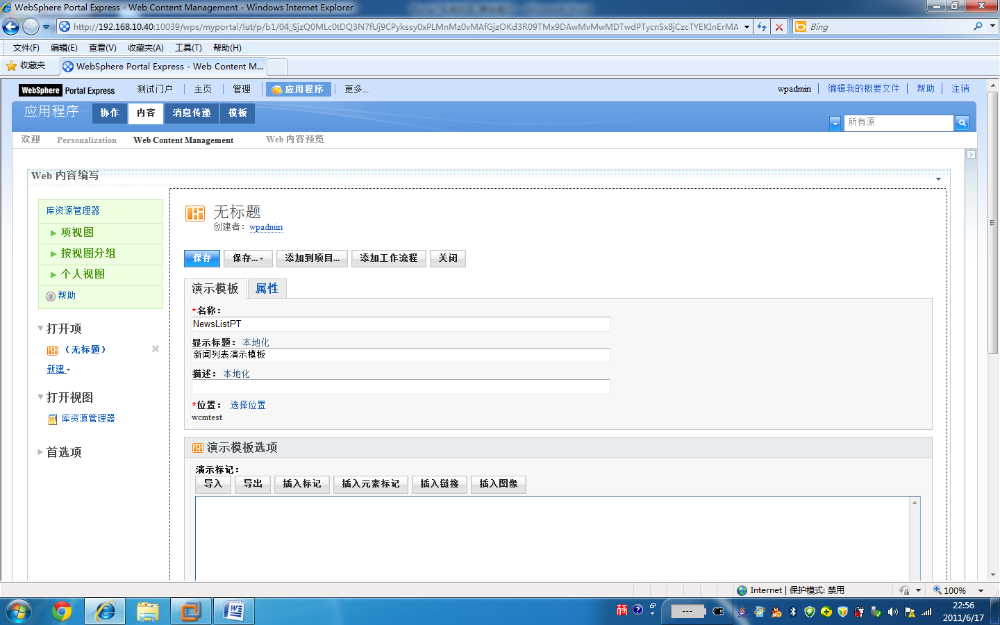 WebSphere Portal Express - Web Content Management - Windows Internet Explorer
http://192.168.10.40:10039/wps/myportal/!ut/p/b1/04_SjzQ0MLc0tDQ3N7fUj9CPykssy0xPLMnMz0vMAfGjzOKd3R09TMx9DAwMvMwMDTwdPTycnSx8jCzcTYEKInErMA
Bing
文件(F) 编辑(E) 查看(V) 收藏夹(A) 工具(T) 帮助(H)
收藏夹 WebSphere Portal Express - Web Content M...
WebSphere Portal Express 测试门户 主页 管理 应用程序 更多... wpadmin 编辑我的概要文件 帮助 注销
应用程序 协作 内容 消息传递 模板
所有源
欢迎 Personalization Web Content Management Web 内容预览
Web 内容编写
库资源管理器
项视图
按视图分组
个人视图
帮助
打开项
（无标题）
新建
打开视图
库资源管理器
首选项
无标题
创建者： wpadmin
保存 保存... 添加到项目... 添加工作流程 关闭
演示模板 属性
*名称：
NewsListPT
显示标题： 本地化
新闻列表演示模板
描述： 本地化
*位置： 选择位置
wcmtest
演示模板选项
演示标记：
导入 导出 插入标记 插入元素标记 插入链接 插入图像
Internet | 保护模式: 禁用 100%
---
22:56
2011/6/17